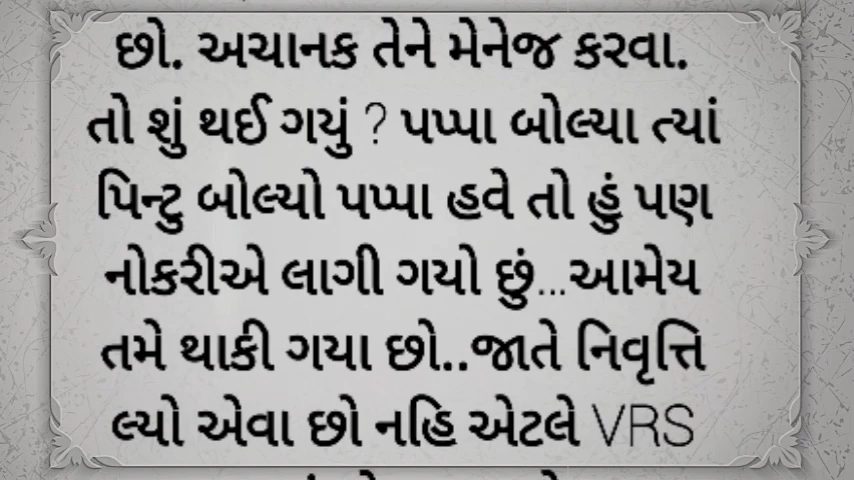 છો. અચાનક તેને મેનેજ કરવા.
તો શું થઈ ગયું ? પપ્પા બોલ્યા ત્યાં
પિન્ટુ બોલ્યો પપ્પા હવે તો હું પણ
નોકરીએ લાગી ગયો છું...આમેય
તમે થાકી ગયા છો..જાતે નિવૃત્તિ
લ્યો એવા છો નહિ એટલે VRS